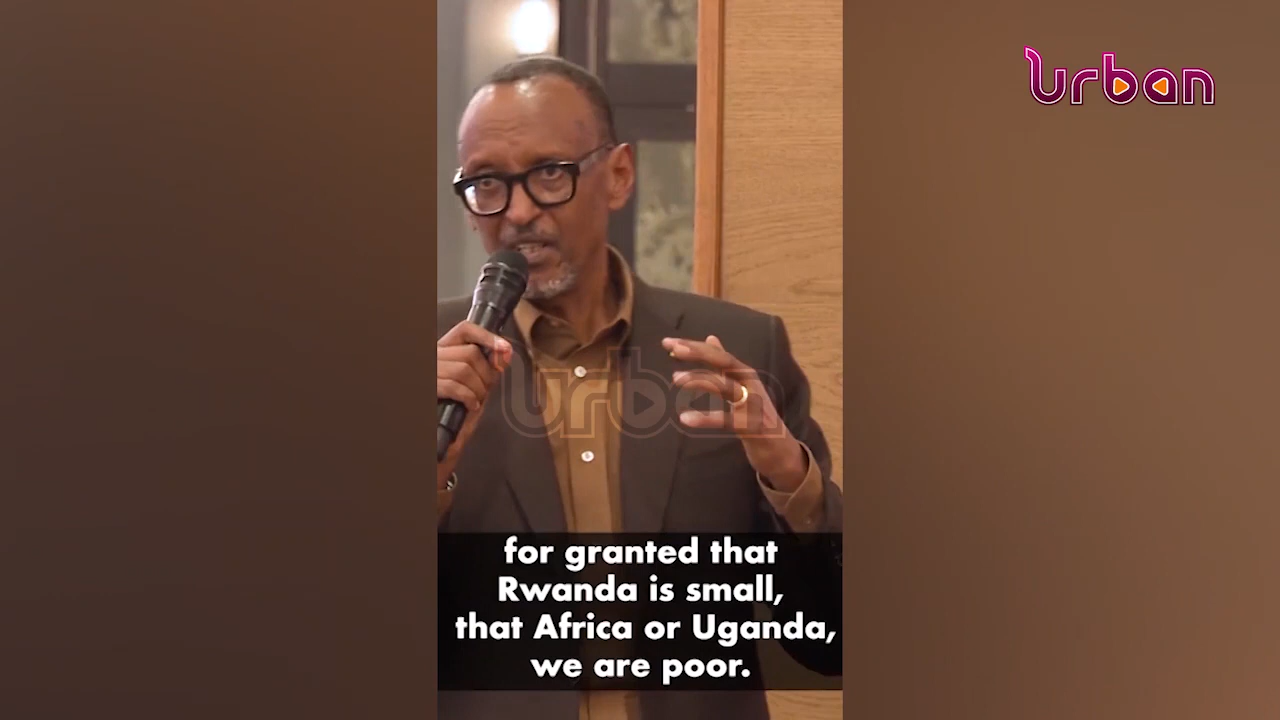 Urban
Urban
for granted that
Rwanda is small,
that Africa or Uganda,
we are poor.